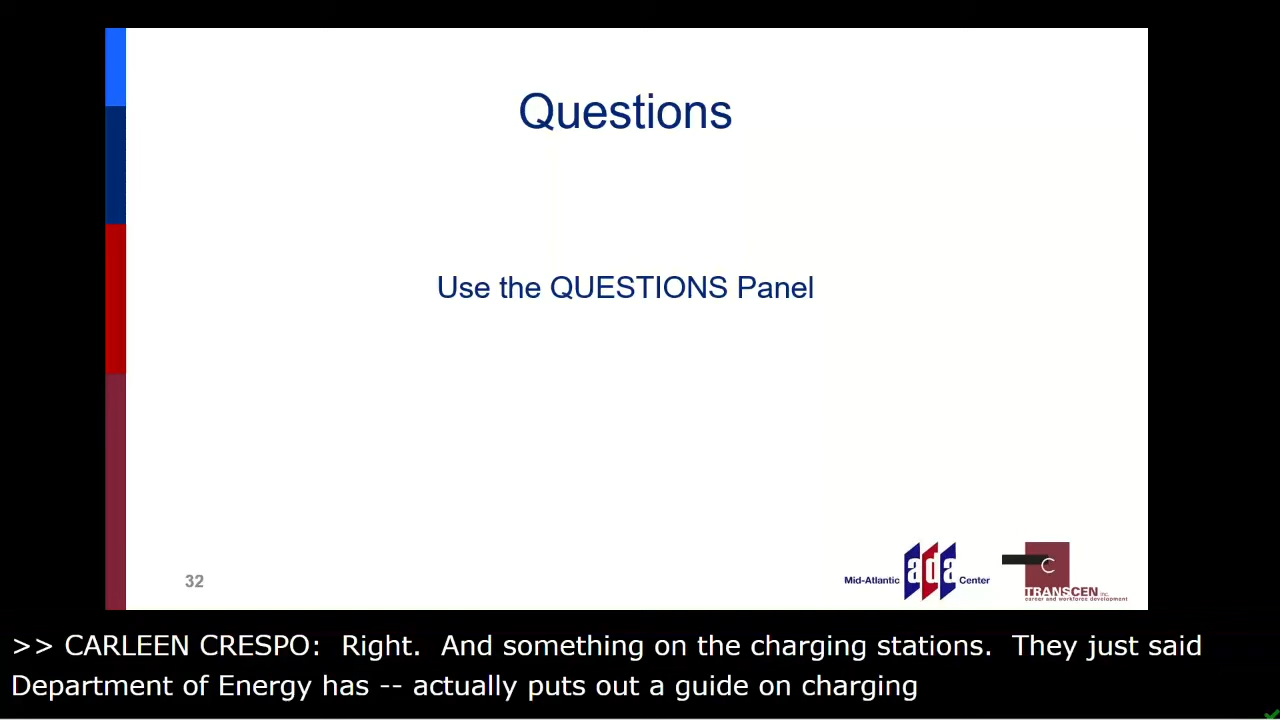 Questions
Use the QUESTIONS Panel
32
Mid-Atlantic ada Center
C
TRANSCEN inc.
career and workforce development
>> CARLEEN CRESPO:  Right.  And something on the charging stations.  They just said
Department of Energy has -- actually puts out a guide on charging